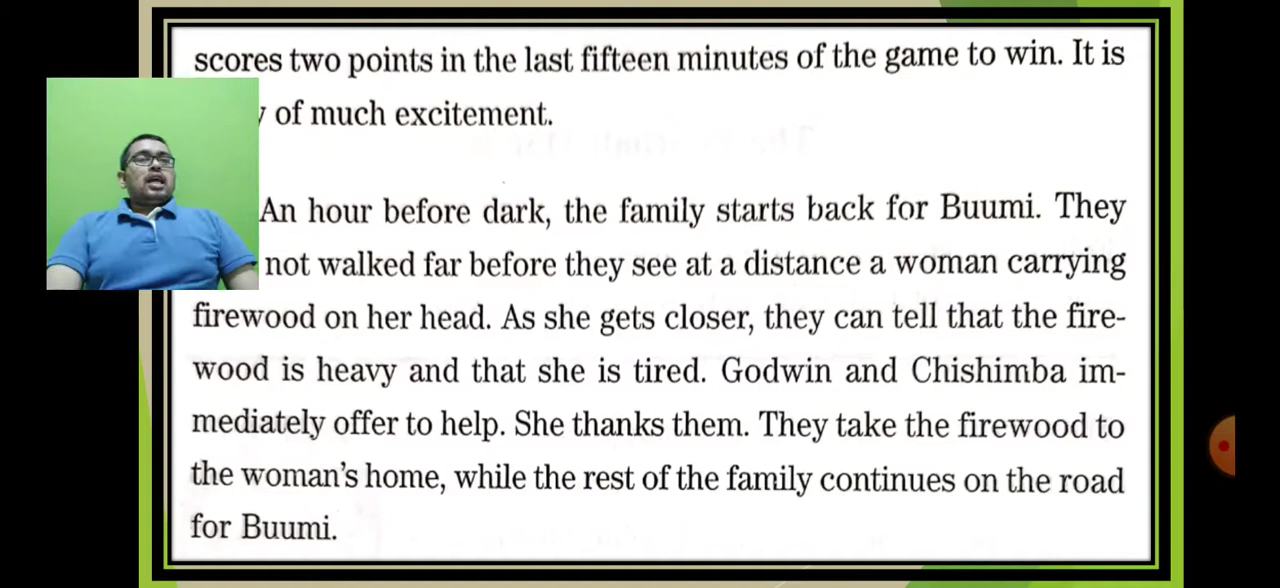 scores two points in the last fifteen minutes of the game to win. It is
of much excitement.
An hour before dark, the family starts back for Buumi. They
not walked far before they see at a distance a woman carrying
firewood on her head. As she gets closer, they can tell that the fire-
wood is heavy and that she is tired. Godwin and Chishimba im-
mediately offer to help. She thanks them. They take the firewood to
the woman's home, while the rest of the family continues on the road
for Buumi.